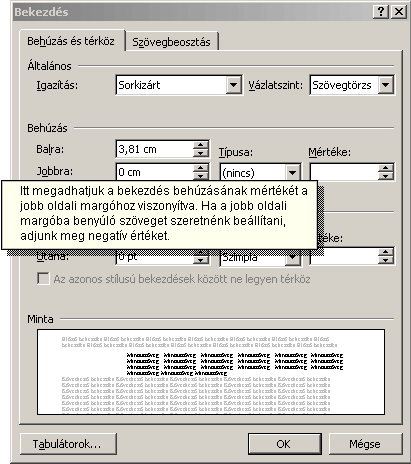 Bekezdés
Behúzás és térköz
Szövegbeosztás
Általános
Igazítás: Sorkizárt Vázlatszint: Szövegtörzs
Behúzás
Balra: 3,81 cm Típusa: Mértéke:
Jobbra: 0 cm (nincs)
Itt megadhatjuk a bekezdés behúzásának mértékét a
jobb oldali margóhoz viszonyítva. Ha a jobb oldali
margóba benyúló szöveget szeretnénk beállítani,
adjunk meg negatív értéket.
Utána: 0 pt Szimpla
Az azonos stílusú bekezdések között ne legyen térköz
Minta
Tabulátorok... OK Mégse